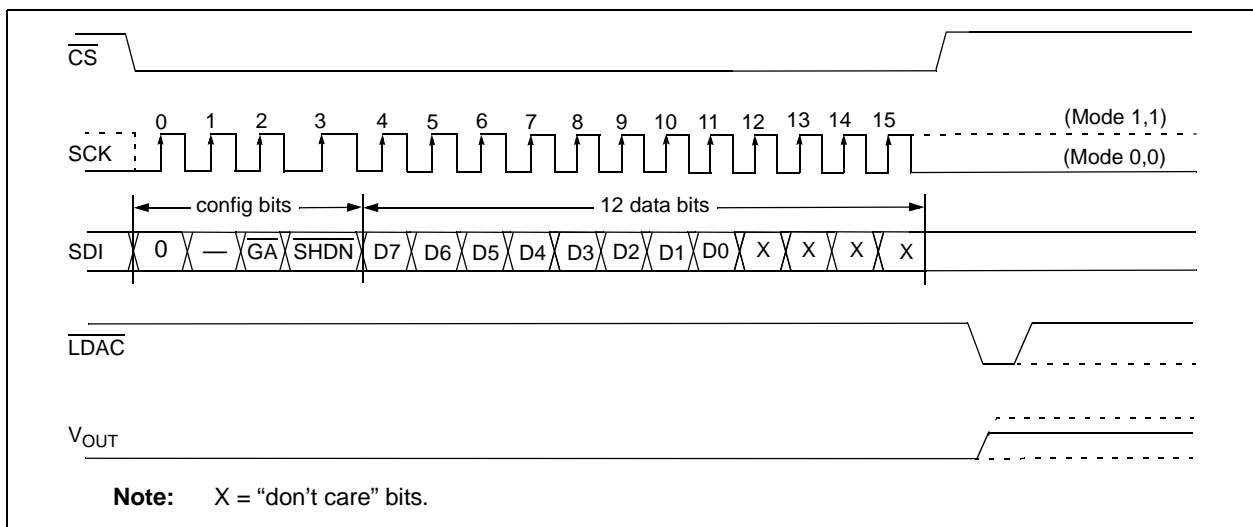 CS
0 1 2 3 4 5 6 7 8 9 10 11 12 13 14 15 (Mode 1,1)
SCK (Mode 0,0)
config bits 12 data bits
SDI 0 — GA SHDN D7 D6 D5 D4 D3 D2 D1 D0 X X X X
LDAC
VOUT
Note: X = “don’t care” bits.